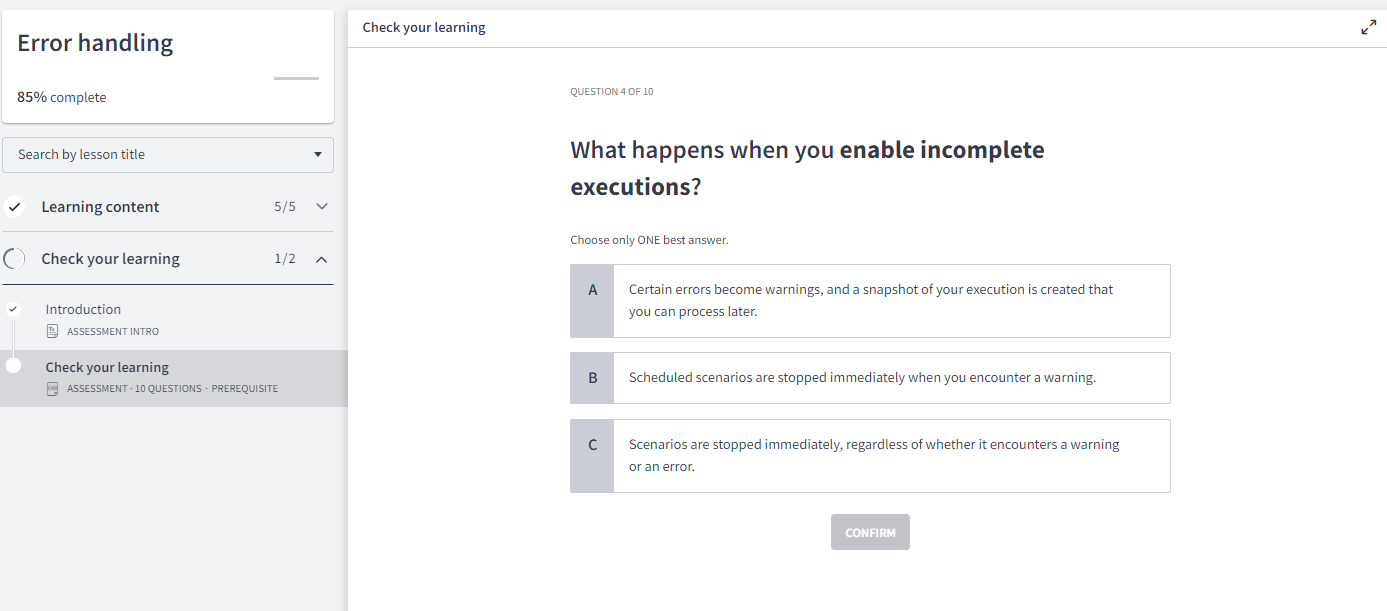 Error handling
85% complete
Search by lesson title
Learning content 5/5
Check your learning 1/2
Introduction
ASSESSMENT INTRO
Check your learning
ASSESSMENT · 10 QUESTIONS · PREREQUISITE
Check your learning
QUESTION 4 OF 10
What happens when you enable incomplete
executions?
Choose only ONE best answer.
A Certain errors become warnings, and a snapshot of your execution is created that
you can process later.
B Scheduled scenarios are stopped immediately when you encounter a warning.
C Scenarios are stopped immediately, regardless of whether it encounters a warning
or an error.
CONFIRM